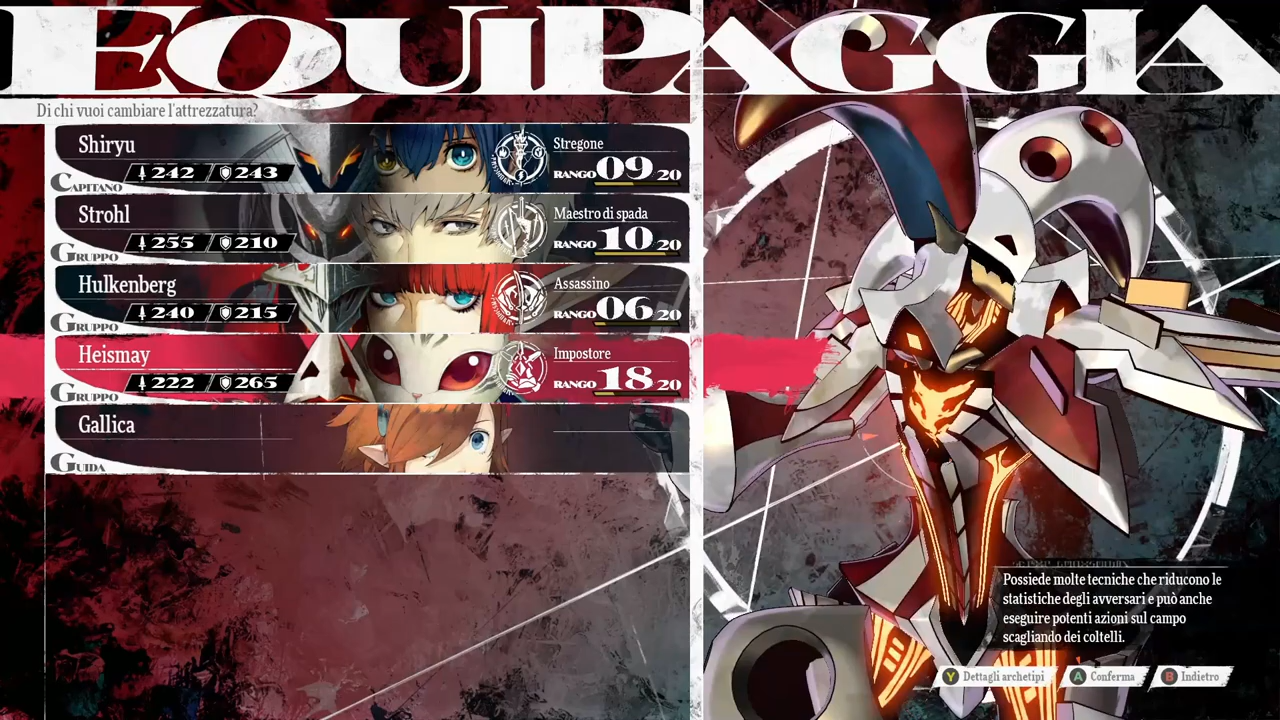 EQUIPAGGIA
Di chi vuoi cambiare l'attrezzatura?
Shiryu
242 243
CAPITANO
Stregone
RANGO 09 20
Strohl
255 210
GRUPPO
Maestro di spada
RANGO 10 20
Hulkenberg
240 215
GRUPPO
Assassino
RANGO 06 20
Heismay
222 265
GRUPPO
Impostore
RANGO 18 20
Gallica
GUIDA
Possiede molte tecniche che riducono le
statistiche degli avversari e può anche
eseguire potenti azioni sul campo
scagliando dei coltelli.
Y Dettagli archetipi A Conferma B Indietro